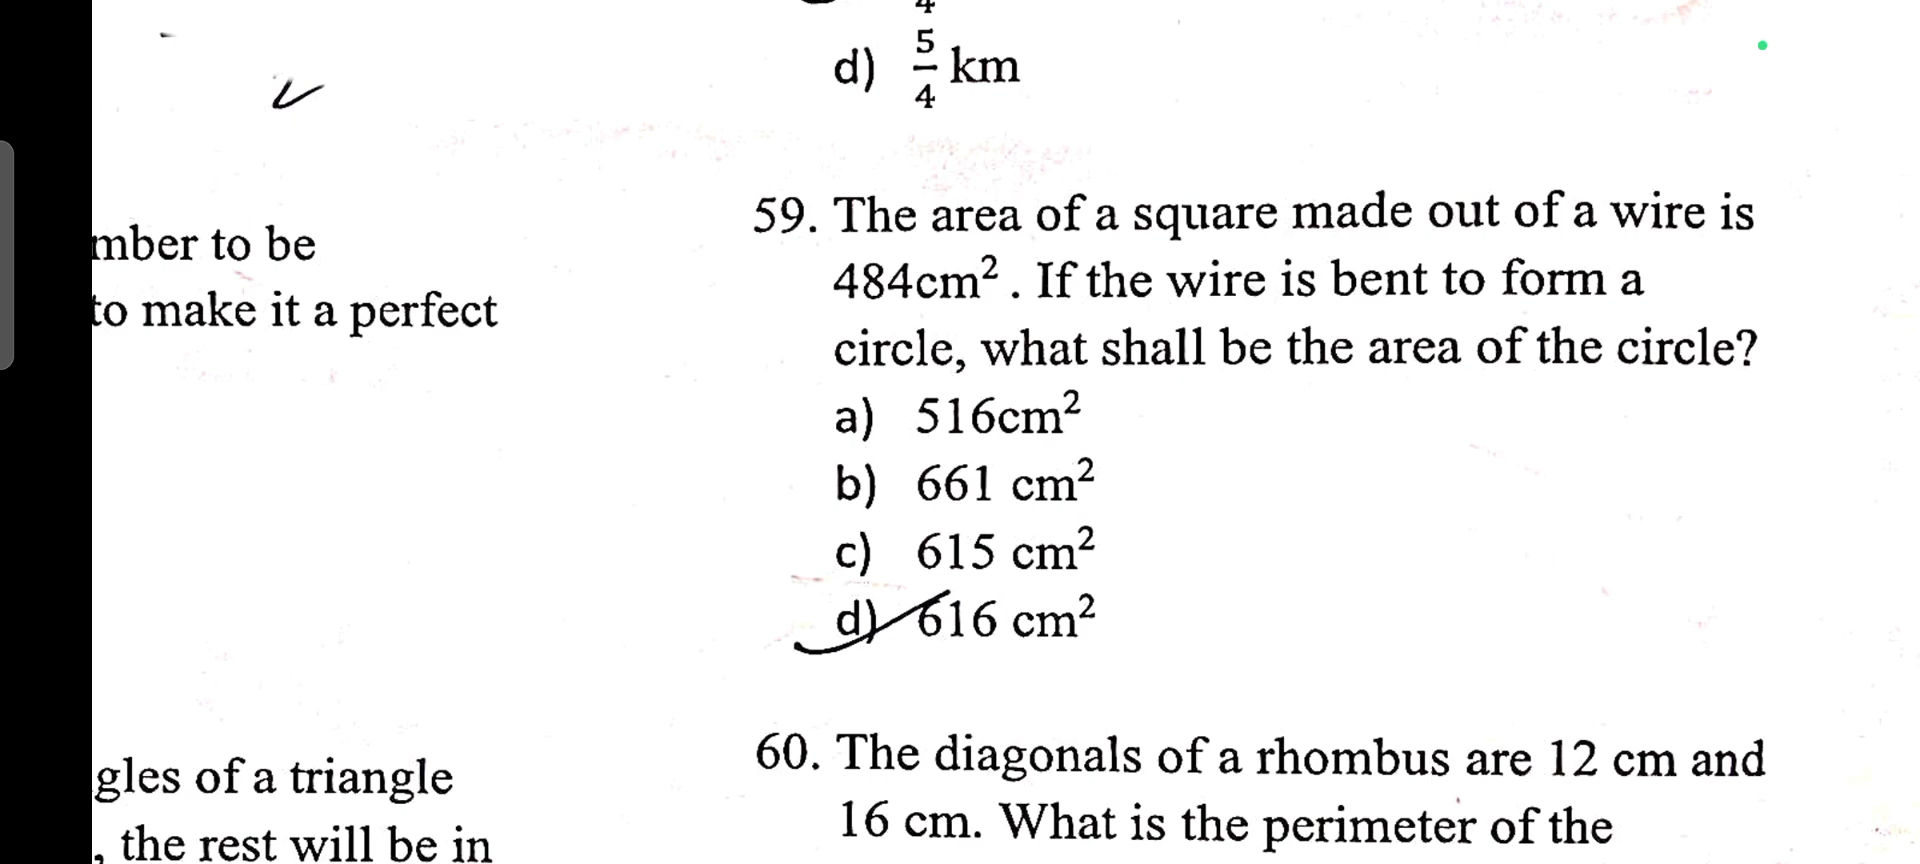 d) 5/4 km
mber to be
to make it a perfect
59. The area of a square made out of a wire is
484cm². If the wire is bent to form a
circle, what shall be the area of the circle?
a) 516cm²
b) 661 cm²
c) 615 cm²
d) 616 cm²
gles of a triangle
, the rest will be in
60. The diagonals of a rhombus are 12 cm and
16 cm. What is the perimeter of the